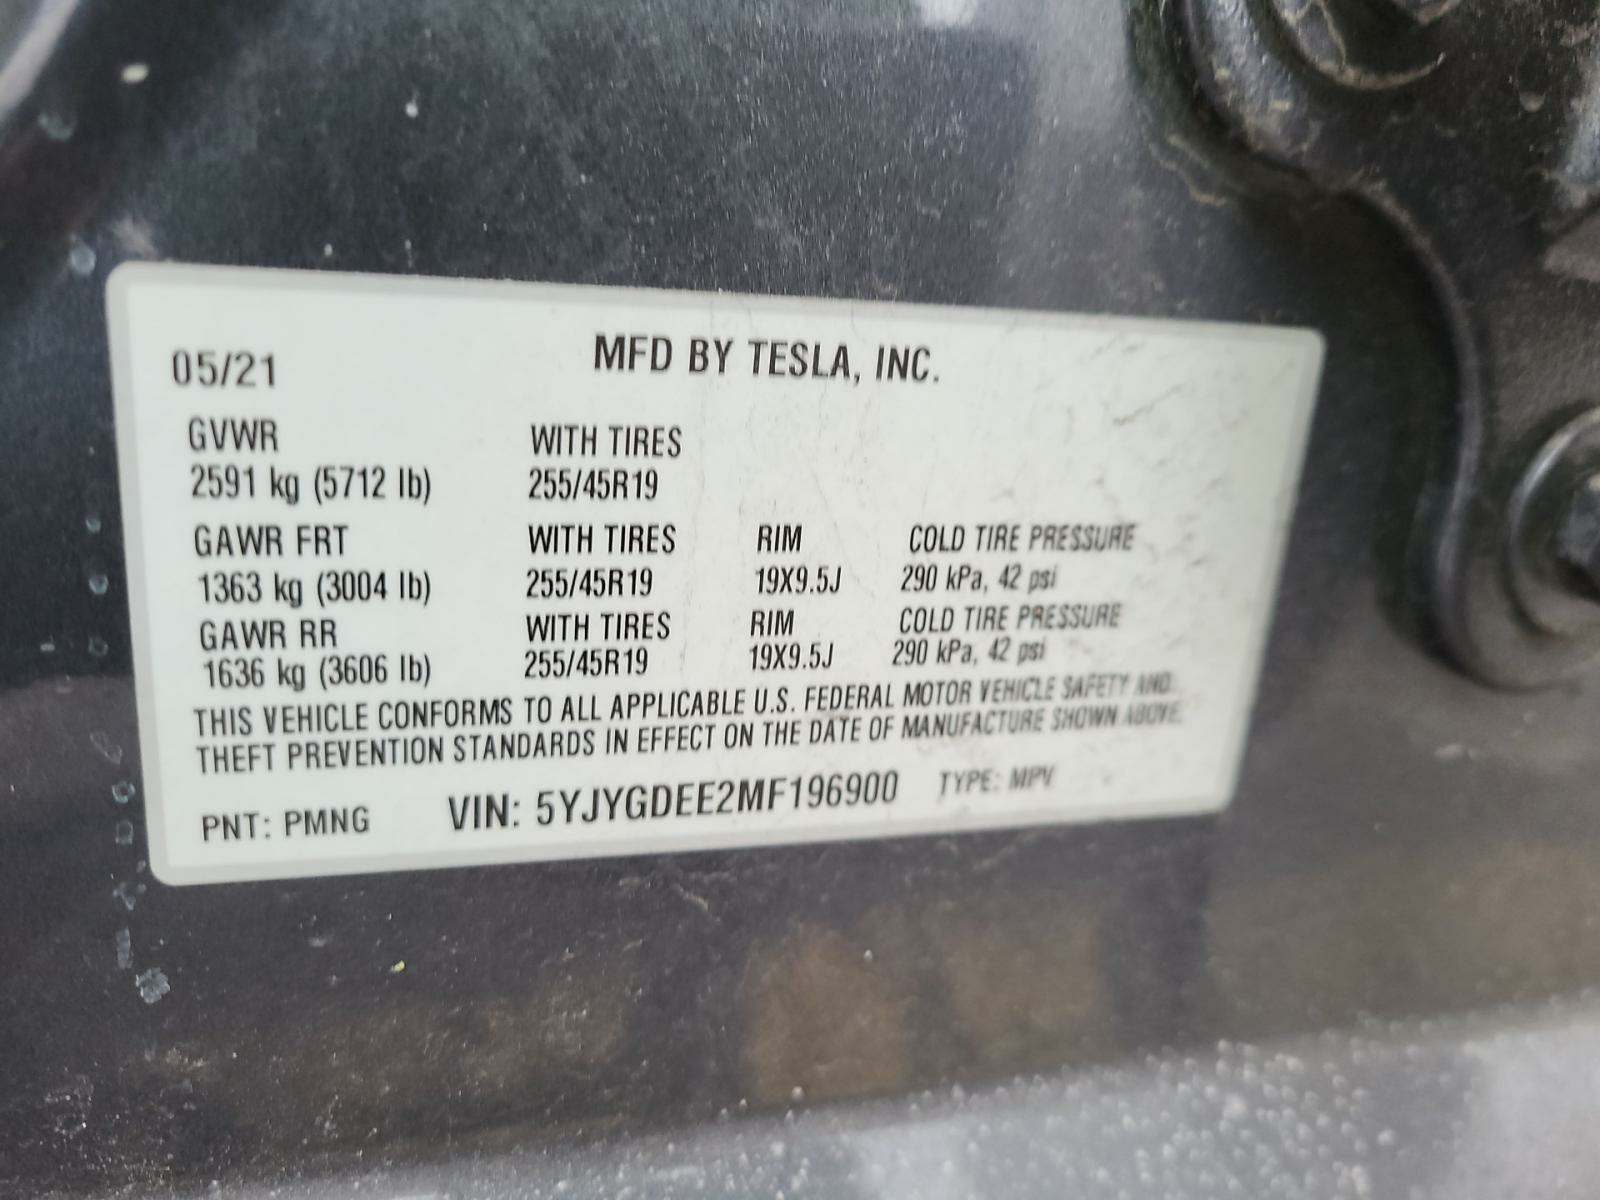 05/21 MFD BY TESLA, INC.
GVWR WITH TIRES
2591 kg (5712 lb) 255/45R19
GAWR FRT WITH TIRES RIM COLD TIRE PRESSURE
1363 kg (3004 lb) 255/45R19 19X9.5J 290 kPa, 42 psi
GAWR RR WITH TIRES RIM COLD TIRE PRESSURE
1636 kg (3606 lb) 255/45R19 19X9.5J 290 kPa, 42 psi
THIS VEHICLE CONFORMS TO ALL APPLICABLE U.S. FEDERAL MOTOR VEHICLE SAFETY AND
THEFT PREVENTION STANDARDS IN EFFECT ON THE DATE OF MANUFACTURE SHOWN ABOVE.
PNT: PMNG VIN: 5YJYGDEE2MF196900 TYPE: MPV